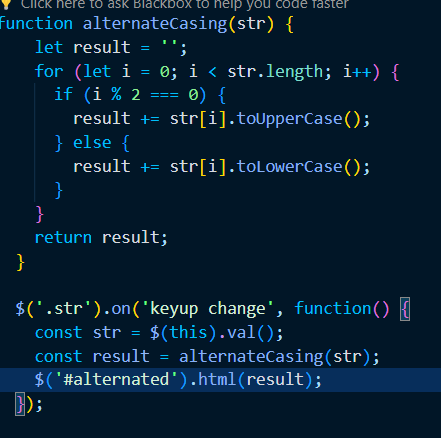 Click here to ask Blackbox to help you code faster
function alternateCasing(str) {
    let result = '';
    for (let i = 0; i < str.length; i++) {
      if (i % 2 === 0) {
        result += str[i].toUpperCase();
      } else {
        result += str[i].toLowerCase();
      }
    }
    return result;
  }

  $('.str').on('keyup change', function() {
    const str = $(this).val();
    const result = alternateCasing(str);
    $('#alternated').html(result);
  });